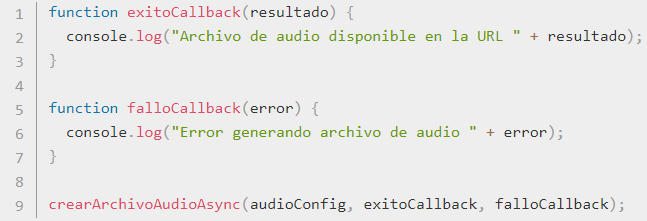 1 function exitoCallback(resultado) {
2   console.log("Archivo de audio disponible en la URL " + resultado);
3 }
4
5 function falloCallback(error) {
6   console.log("Error generando archivo de audio " + error);
7 }
8
9 crearArchivoAudioAsync(audioConfig, exitoCallback, falloCallback);